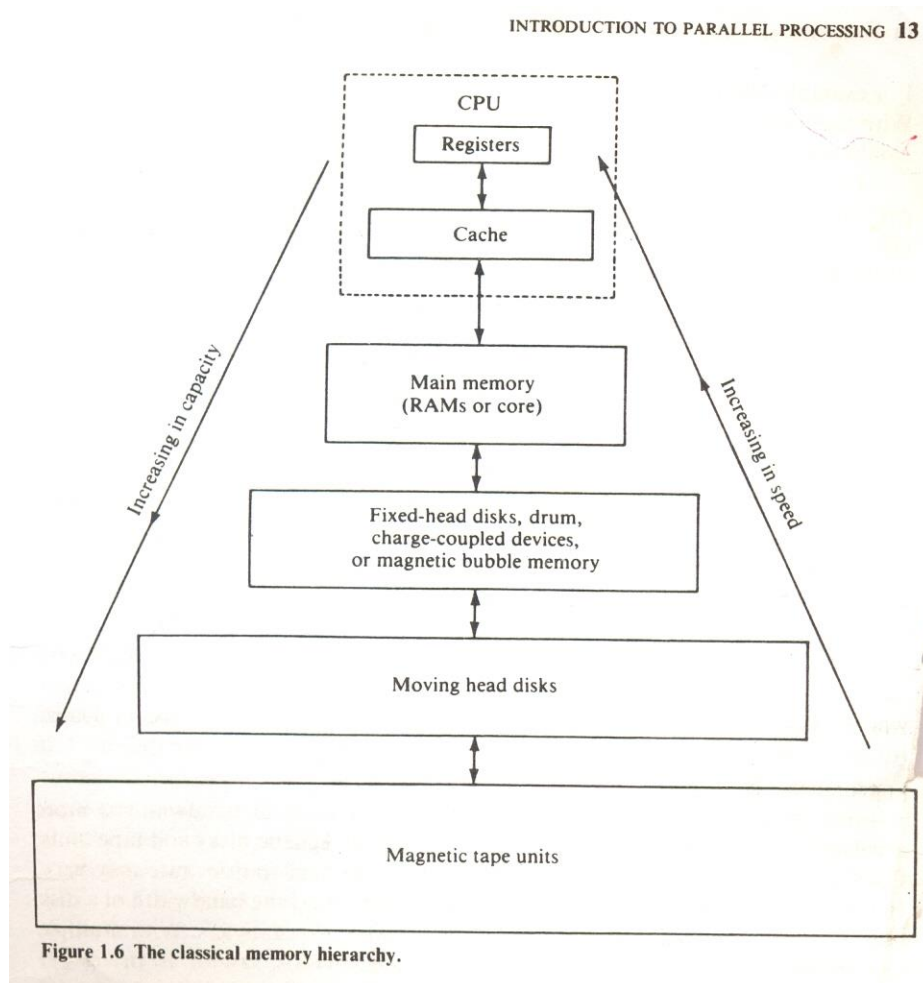 INTRODUCTION TO PARALLEL PROCESSING 13
CPU
Registers
Cache
Main memory
(RAMs or core)
Increasing in capacity
Increasing in speed
Fixed-head disks, drum,
charge-coupled devices,
or magnetic bubble memory
Moving head disks
Magnetic tape units
Figure 1.6 The classical memory hierarchy.